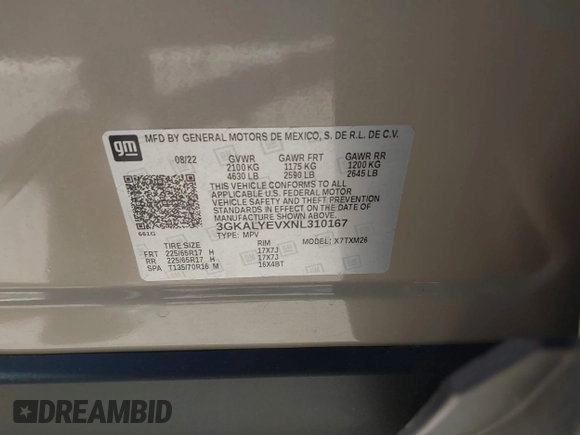 gm
MFD BY GENERAL MOTORS DE MEXICO, S. DE R.L. DE C.V.
08/22 GVWR GAWR FRT GAWR RR
2100 KG 1175 KG 1200 KG
4630 LB 2590 LB 2645 LB
THIS VEHICLE CONFORMS TO ALL
APPLICABLE U.S. FEDERAL MOTOR
VEHICLE SAFETY, BUMPER, AND THEFT
PREVENTION STANDARDS IN EFFECT ON THE DATE
OF MANUFACTURE SHOWN ABOVE.
3GKALYEVXNL310167
681G TYPE: MPV MODEL: X7TXM26
TIRE SIZE RIM
FRT 225/65R17 H 17X7J
RR 225/65R17 H 17X7J
SPA T135/70R16 M 16X4BT
DREAMBID